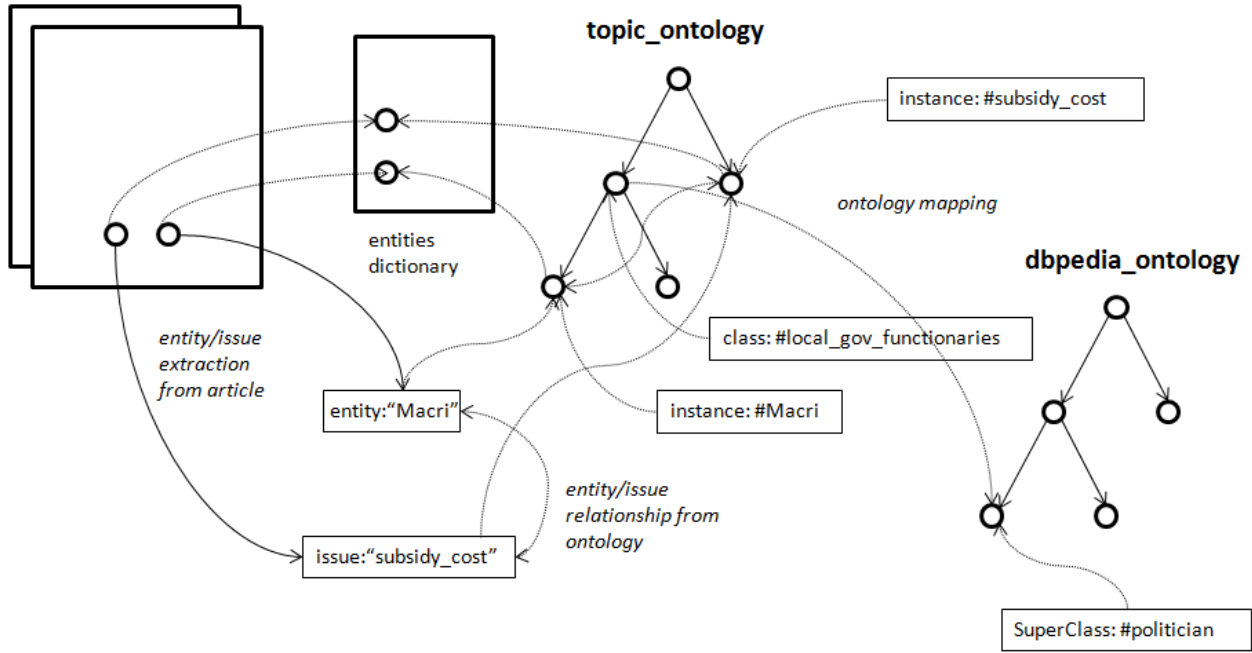 topic_ontology
instance: #subsidy_cost
ontology mapping
entities
dictionary
dbpedia_ontology
entity/issue
extraction
from article
class: #local_gov_functionaries
entity:“Macri”
instance: #Macri
entity/issue
relationship from
ontology
issue:“subsidy_cost”
SuperClass: #politician